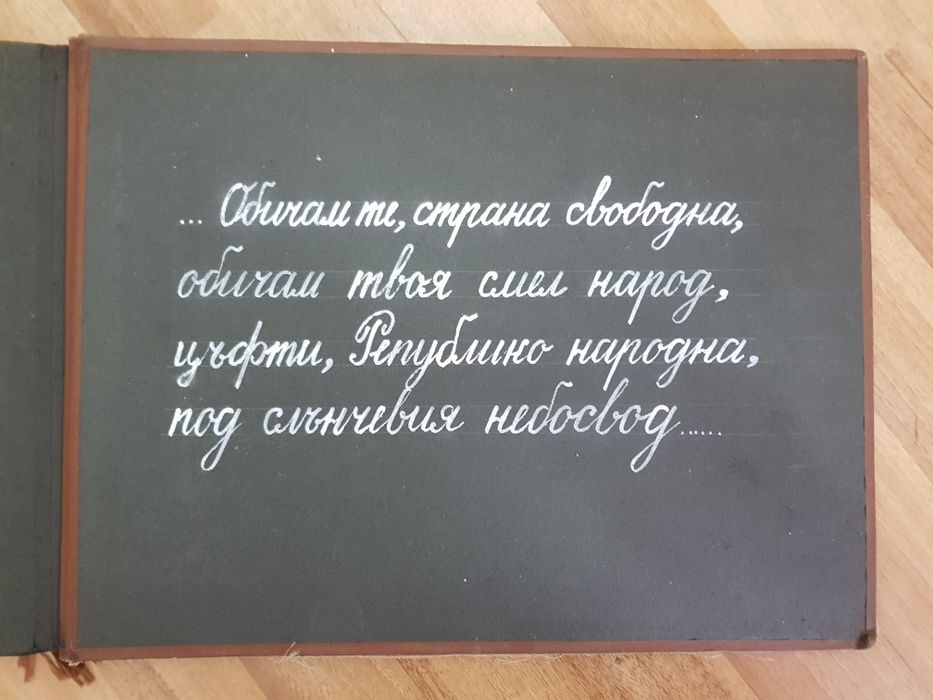 ... Обичам те, страна свободна,
обичам твоя смел народ,
цъфти, Републико народна,
под слънчевия небосвод......